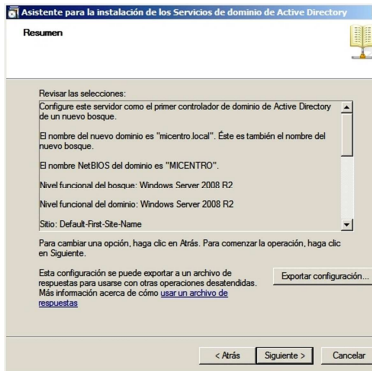 Asistente para la instalación de los Servicios de dominio de Active Directory
Resumen
Revisar las selecciones:
Configure este servidor como el primer controlador de dominio de Active Directory
de un nuevo bosque.
El nombre del nuevo dominio es "micentro.local". Éste es también el nombre del
nuevo bosque.
El nombre NetBIOS del dominio es "MICENTRO".
Nivel funcional del bosque: Windows Server 2008 R2
Nivel funcional del dominio: Windows Server 2008 R2
Sitio: Default-First-Site-Name
Para cambiar una opción, haga clic en Atrás. Para comenzar la operación, haga clic
en Siguiente.
Esta configuración se puede exportar a un archivo de
respuestas para usarse con otras operaciones desatendidas.
Más información acerca de cómo usar un archivo de
respuestas
Exportar configuración...
< Atrás
Siguiente >
Cancelar